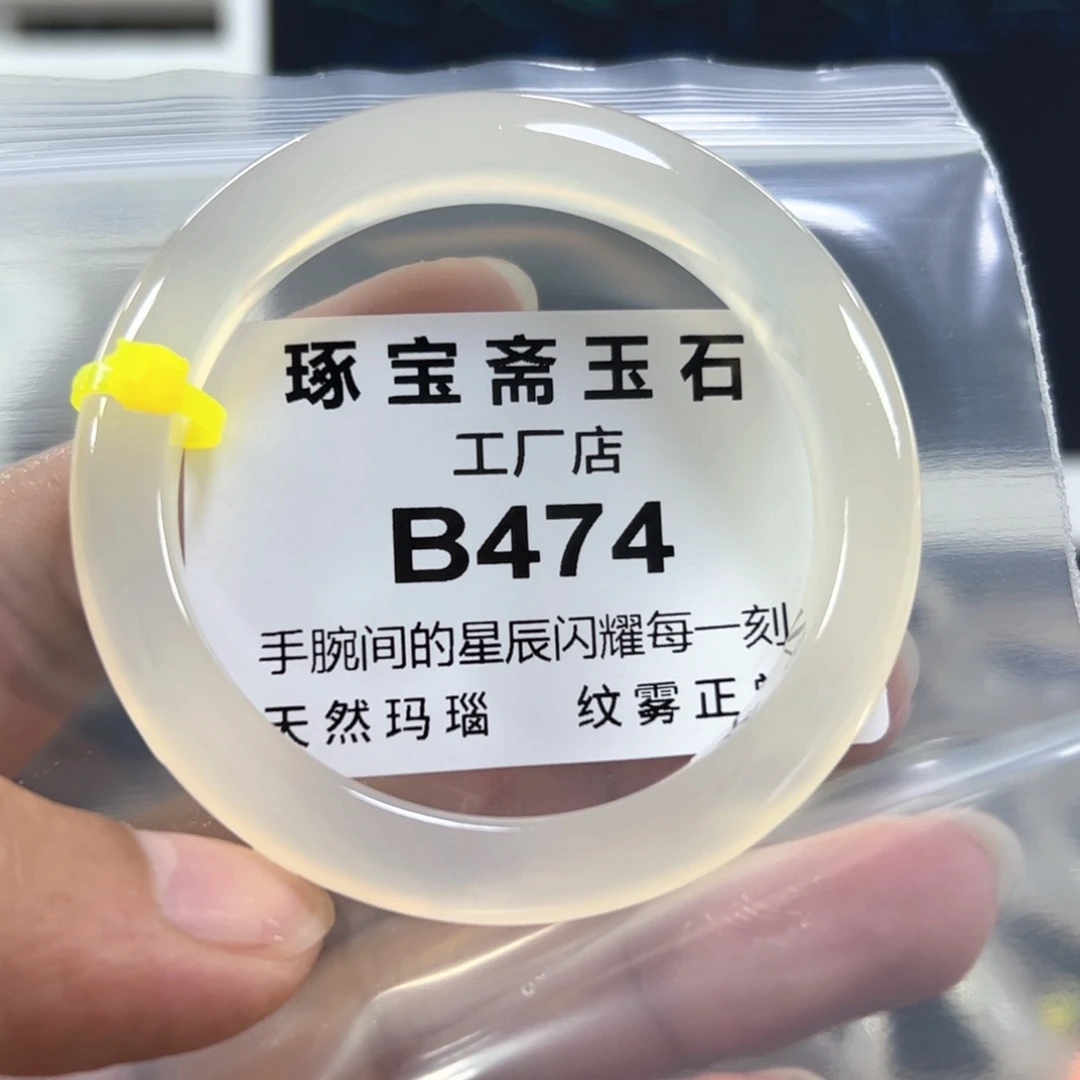 琢宝斋玉石
工厂店
B474
手腕间的星辰闪耀每一刻
天然玛瑙 纹雾正